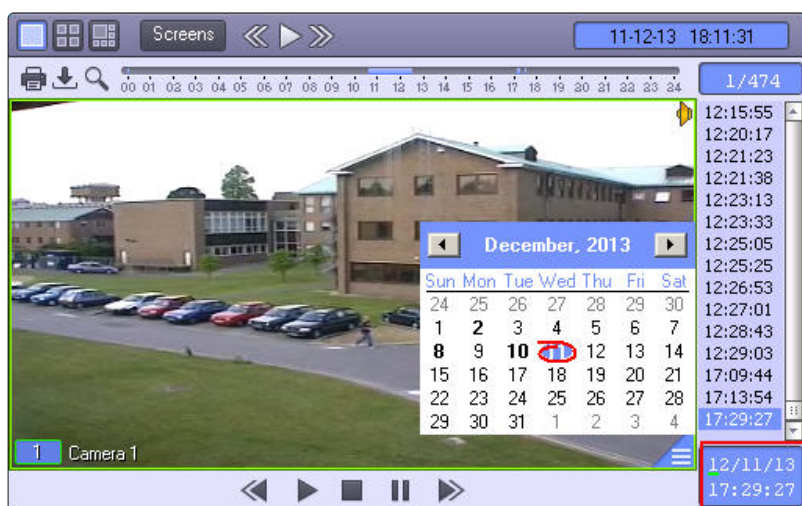 Screens
11-12-13 18:11:31
00 01 02 03 04 05 06 07 08 09 10 11 12 13 14 15 16 17 18 19 20 21 22 23 24
1/474
12:15:55
12:20:17
12:21:23
12:21:38
12:23:13
12:23:33
12:25:05
12:25:25
12:26:53
12:27:01
12:28:43
12:29:03
17:09:44
17:13:54
17:29:27
December, 2013
Sun Mon Tue Wed Thu Fri Sat
24 25 26 27 28 29 30
1 2 3 4 5 6 7
8 9 10 11 12 13 14
15 16 17 18 19 20 21
22 23 24 25 26 27 28
29 30 31 1 2 3 4
1 Camera 1
12/11/13
17:29:27